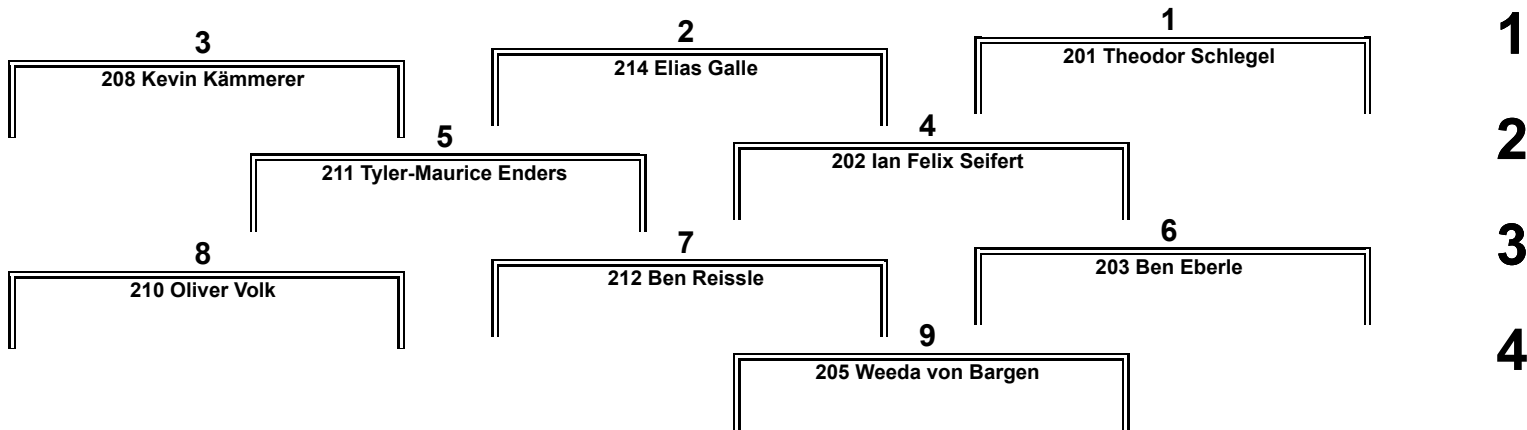 3 2 1 1
208 Kevin Kämmerer 214 Elias Galle 201 Theodor Schlegel
5 4 2
211 Tyler-Maurice Enders 202 Ian Felix Seifert
8 7 6 3
210 Oliver Volk 212 Ben Reissle 203 Ben Eberle
9 4
205 Weeda von Bargen